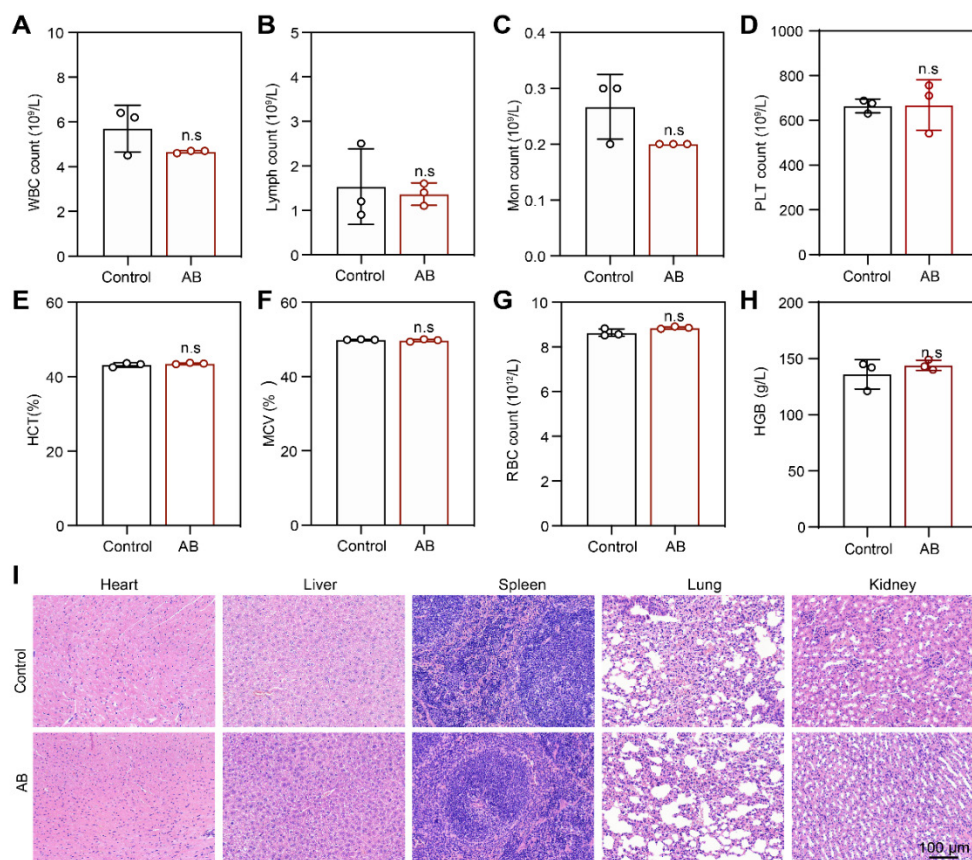 A
WBC count (10⁹/L)
10
8
6
4
2
0
n.s
Control
AB
B
Lymph count (10⁹/L)
5
4
3
2
1
0
n.s
Control
AB
C
Mon count (10⁹/L)
0.4
0.3
0.2
0.1
0.0
n.s
Control
AB
D
PLT count (10⁹/L)
1000
800
600
400
200
0
n.s
Control
AB
E
HCT(%)
60
40
20
0
n.s
Control
AB
F
MCV (% )
60
40
20
0
n.s
Control
AB
G
RBC count (10¹²/L)
10
8
6
4
2
0
n.s
Control
AB
H
HGB (g/L)
200
150
100
50
0
n.s
Control
AB
I
Heart
Liver
Spleen
Lung
Kidney
Control
AB
100 µm